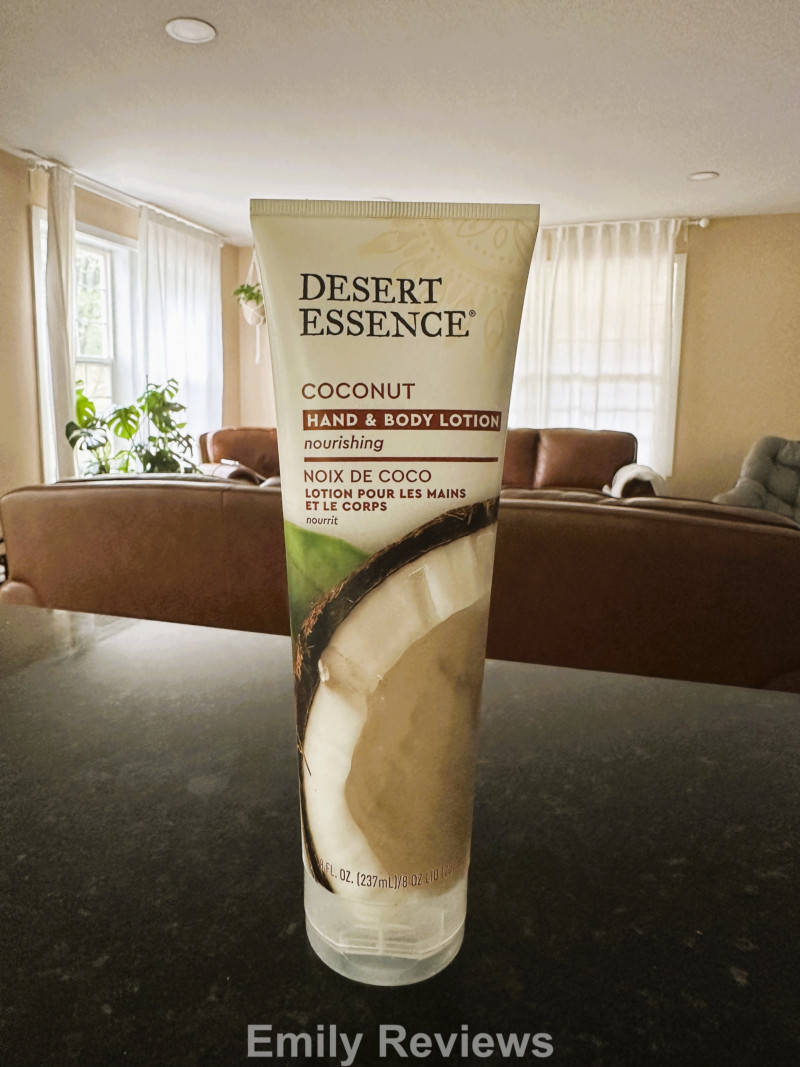 DESERT
ESSENCE®
COCONUT
HAND & BODY LOTION
nourishing
NOIX DE COCO
LOTION POUR LES MAINS
ET LE CORPS
nourrit
FL. OZ. (237mL)/8 OZ LIQ
Emily Reviews